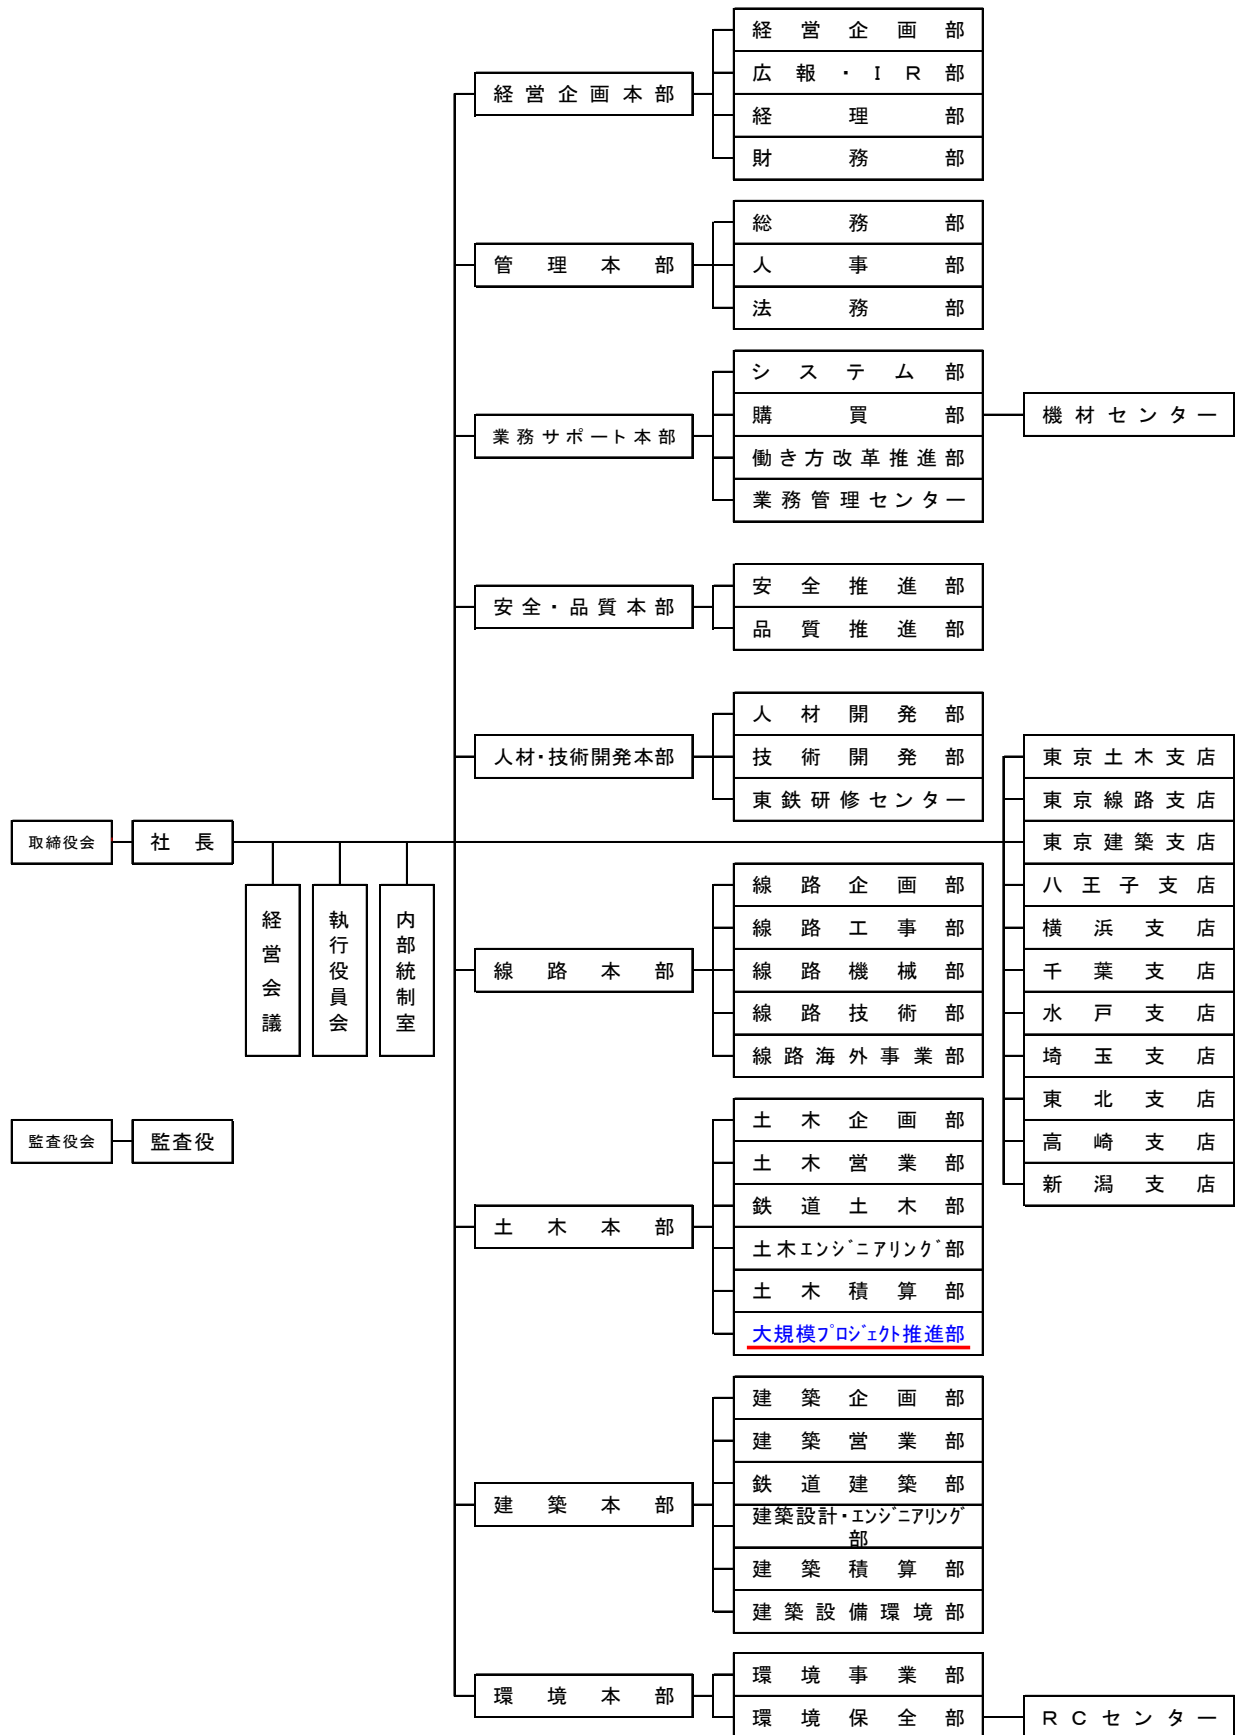 経営企画部
広報・ＩＲ部
経営企画本部
経理部
財務部
総務部
管理本部
人事部
法務部
システム部
購買部
機材センター
業務サポート本部
働き方改革推進部
業務管理センター
安全推進部
安全・品質本部
品質推進部
人材開発部
人材・技術開発本部
技術開発部
東鉄研修センター
東京土木支店
東京線路支店
取締役会
社長
東京建築支店
経営会議
執行役員会
内部統制室
線路企画部
八王子支店
線路工事部
横浜支店
線路本部
線路機械部
千葉支店
線路技術部
水戸支店
線路海外事業部
埼玉支店
土木企画部
東北支店
監査役会
監査役
土木営業部
高崎支店
鉄道土木部
新潟支店
土木本部
土木ｴﾝｼﾞﾆｱﾘﾝｸﾞ部
土木積算部
大規模ﾌﾟﾛｼﾞｪｸﾄ推進部
建築企画部
建築営業部
鉄道建築部
建築本部
建築設計・ｴﾝｼﾞﾆｱﾘﾝｸﾞ
部
建築積算部
建築設備環境部
環境事業部
環境本部
環境保全部
ＲＣセンター